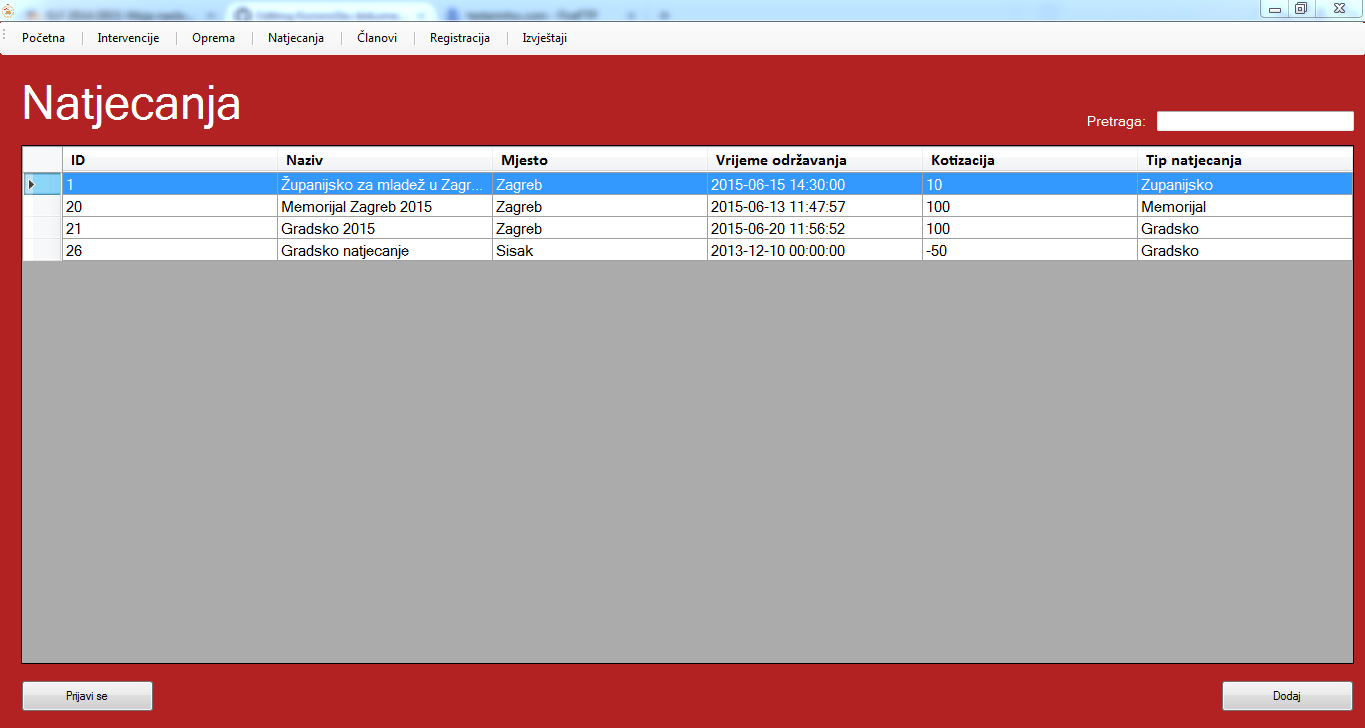 Početna Intervencije Oprema Natjecanja Članovi Registracija Izvještaji
Natjecanja
Pretraga:
ID Naziv Mjesto Vrijeme održavanja Kotizacija Tip natjecanja
1 Županijsko za mladež u Zagr... Zagreb 2015-06-15 14:30:00 10 Zupanijsko
20 Memorijal Zagreb 2015 Zagreb 2015-06-13 11:47:57 100 Memorijal
21 Gradsko 2015 Zagreb 2015-06-20 11:56:52 100 Gradsko
26 Gradsko natjecanje Sisak 2013-12-10 00:00:00 -50 Gradsko
Prijavi se Dodaj